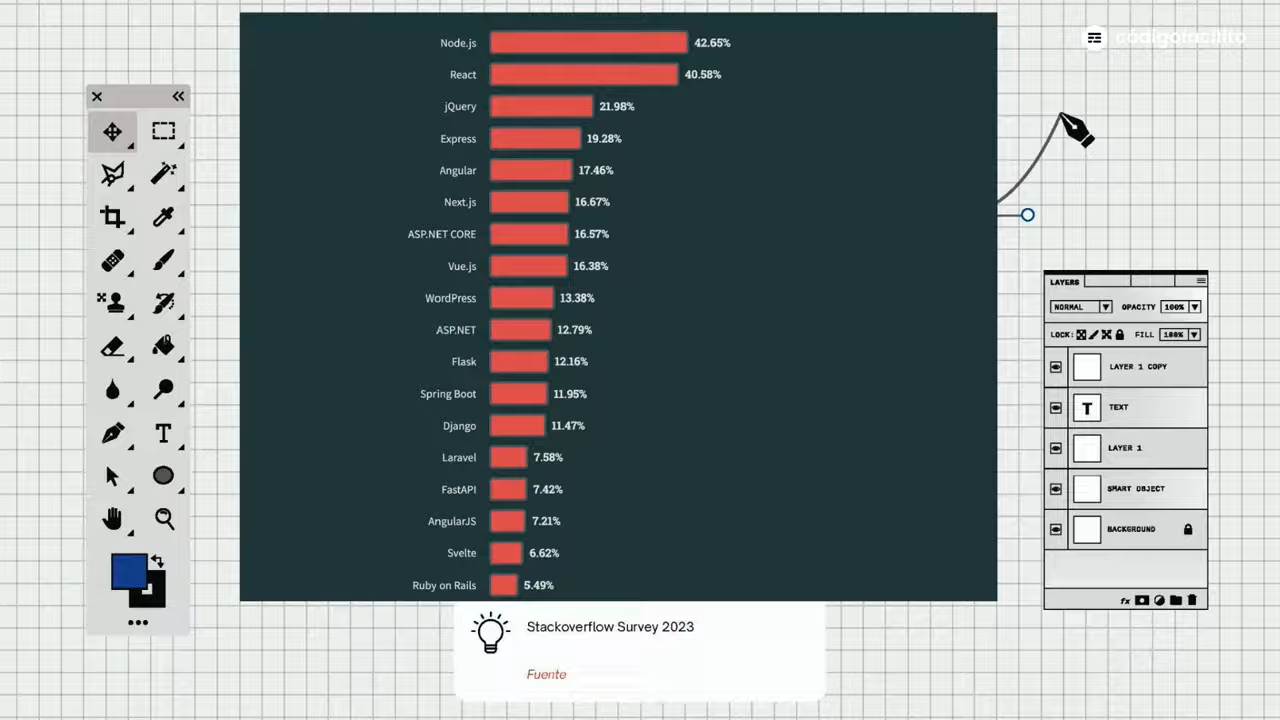 códigofacilito
Node.js 42.65%
React 40.58%
jQuery 21.98%
Express 19.28%
Angular 17.46%
Next.js 16.67%
ASP.NET CORE 16.57%
Vue.js 16.38%
WordPress 13.38%
ASP.NET 12.79%
Flask 12.16%
Spring Boot 11.95%
Django 11.47%
Laravel 7.58%
FastAPI 7.42%
AngularJS 7.21%
Svelte 6.62%
Ruby on Rails 5.49%
LAYERS
NORMAL OPACITY 100%
LOCK: FILL 100%
LAYER 1 COPY
T TEXT
LAYER 1
SMART OBJECT
BACKGROUND
fx
T
Stackoverflow Survey 2023
Fuente